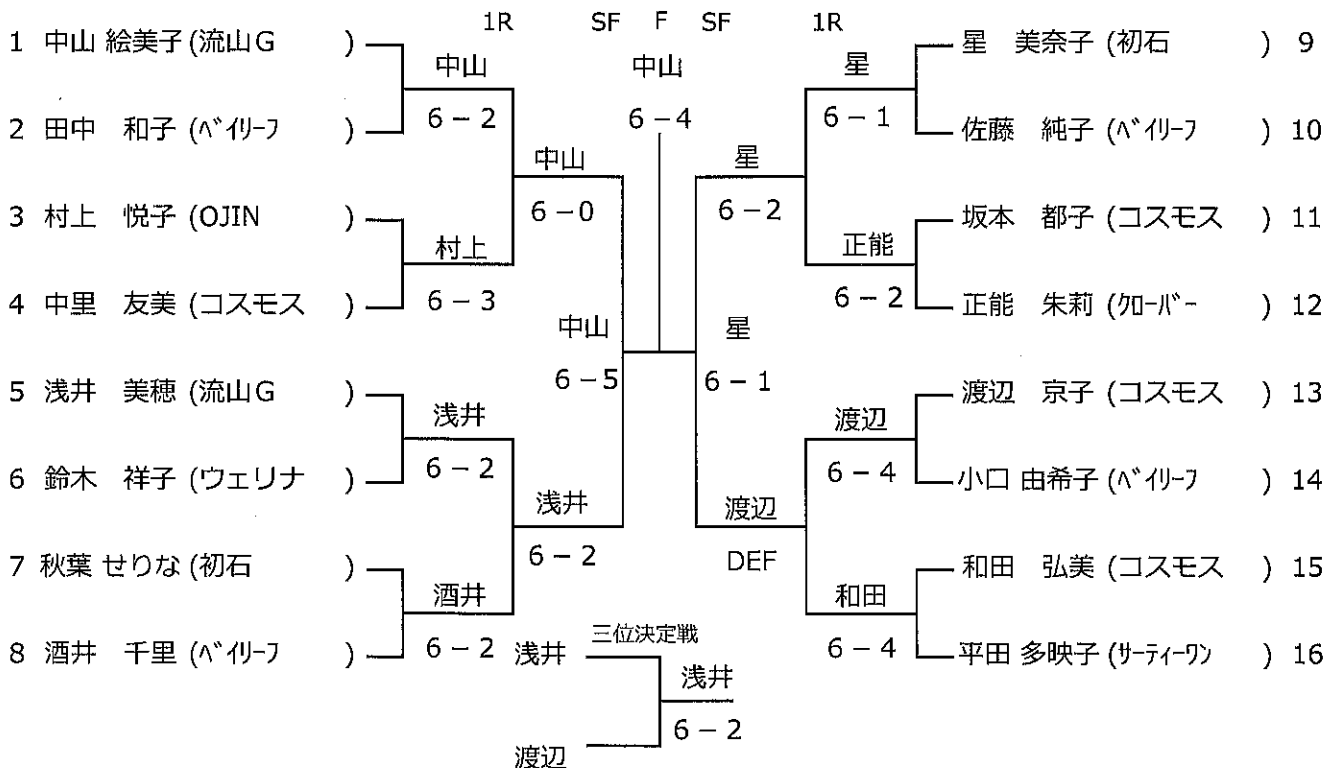 1R SF F SF 1R
1 中山 絵美子 (流山G ) 星 美奈子 (初石 ) 9
中山 中山 星
6-2 6-4 6-1
2 田中 和子 (ﾍﾞｲﾘｰﾌ ) 佐藤 純子 (ﾍﾞｲﾘｰﾌ ) 10
中山 星
6-0 6-2
3 村上 悦子 (OJIN ) 坂本 都子 (コスモス ) 11
村上 正能
6-3 6-2
4 中里 友美 (コスモス ) 正能 朱莉 (ｸﾛｰﾊﾞｰ ) 12
中山 星
6-5 6-1
5 浅井 美穂 (流山G ) 渡辺 京子 (コスモス ) 13
浅井 渡辺
6-2 6-4
6 鈴木 祥子 (ウェリナ ) 小口 由希子 (ﾍﾞｲﾘｰﾌ ) 14
浅井 渡辺
6-2 DEF
7 秋葉 せりな (初石 ) 和田 弘美 (コスモス ) 15
酒井 和田
6-2 6-4
8 酒井 千里 (ﾍﾞｲﾘｰﾌ ) 平田 多映子 (ｻｰﾃｨｰﾜﾝ ) 16
三位決定戦
浅井
浅井
6-2
渡辺